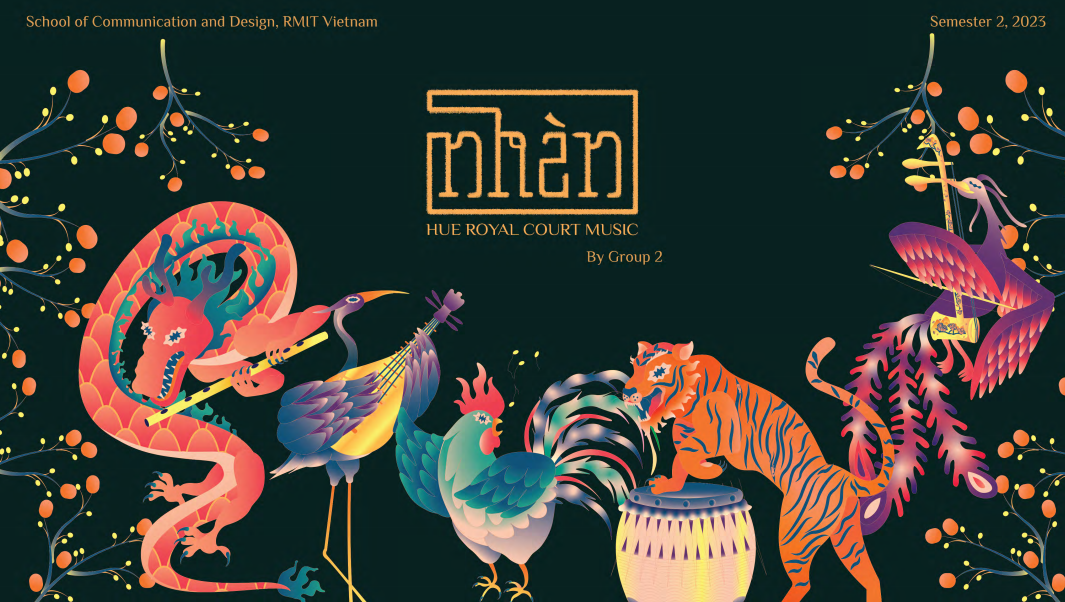 School of Communication and Design, RMIT Vietnam
Semester 2, 2023
nhàn
HUE ROYAL COURT MUSIC
By Group 2